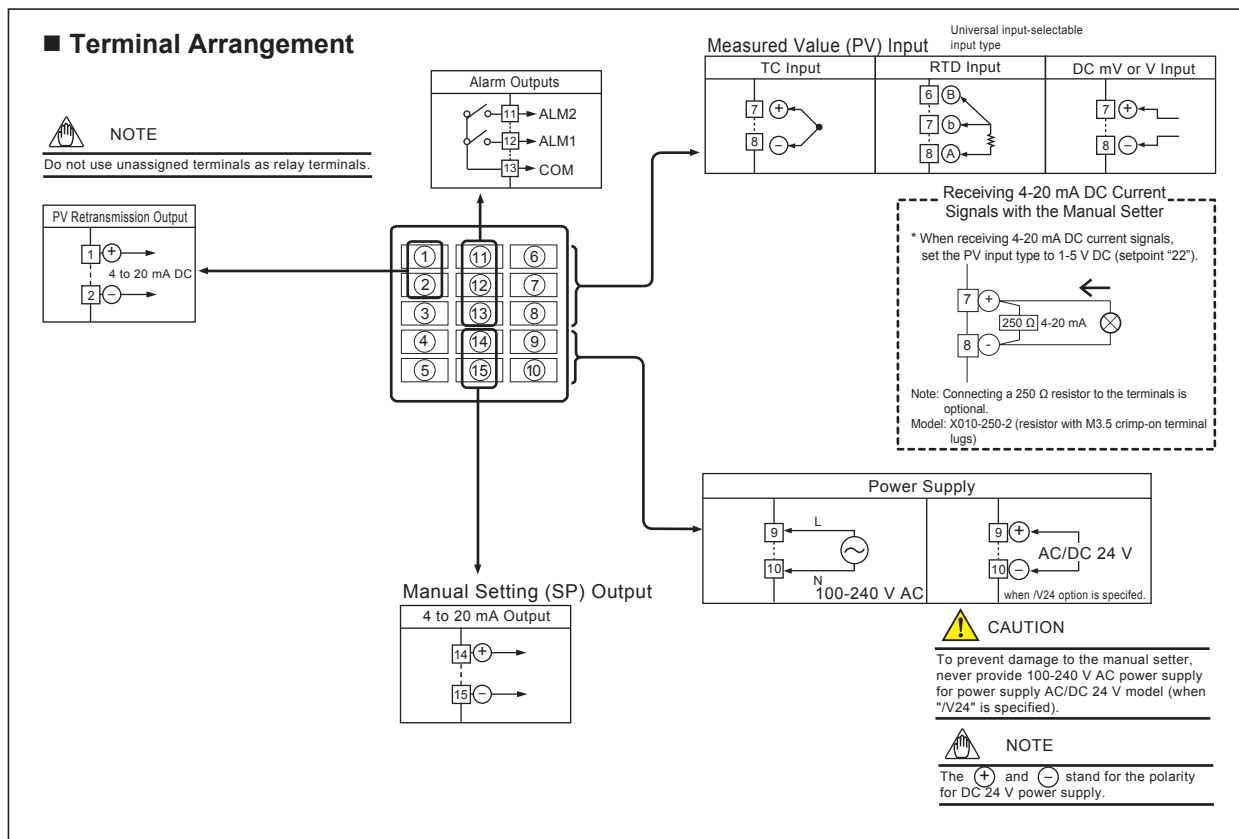 ■ Terminal Arrangement
NOTE
Do not use unassigned terminals as relay terminals.
PV Retransmission Output
1 +
4 to 20 mA DC
2 −
Alarm Outputs
11 ALM2
12 ALM1
13 COM
Measured Value (PV) Input
Universal input-selectable
input type
TC Input
7 +
8 −
RTD Input
6 B
7 b
8 A
DC mV or V Input
7 +
8 −
Receiving 4-20 mA DC Current
Signals with the Manual Setter
* When receiving 4-20 mA DC current signals,
set the PV input type to 1-5 V DC (setpoint “22”).
7 +
250 Ω 4-20 mA
8 -
Note: Connecting a 250 Ω resistor to the terminals is
optional.
Model: X010-250-2 (resistor with M3.5 crimp-on terminal
lugs)
1 11 6
2 12 7
3 13 8
4 14 9
5 15 10
Power Supply
9 L
10 N
100-240 V AC
9 +
AC/DC 24 V
10 −
when /V24 option is specifed.
Manual Setting (SP) Output
4 to 20 mA Output
14 +
15 −
CAUTION
To prevent damage to the manual setter,
never provide 100-240 V AC power supply
for power supply AC/DC 24 V model (when
"/V24" is specified).
NOTE
The + and − stand for the polarity
for DC 24 V power supply.